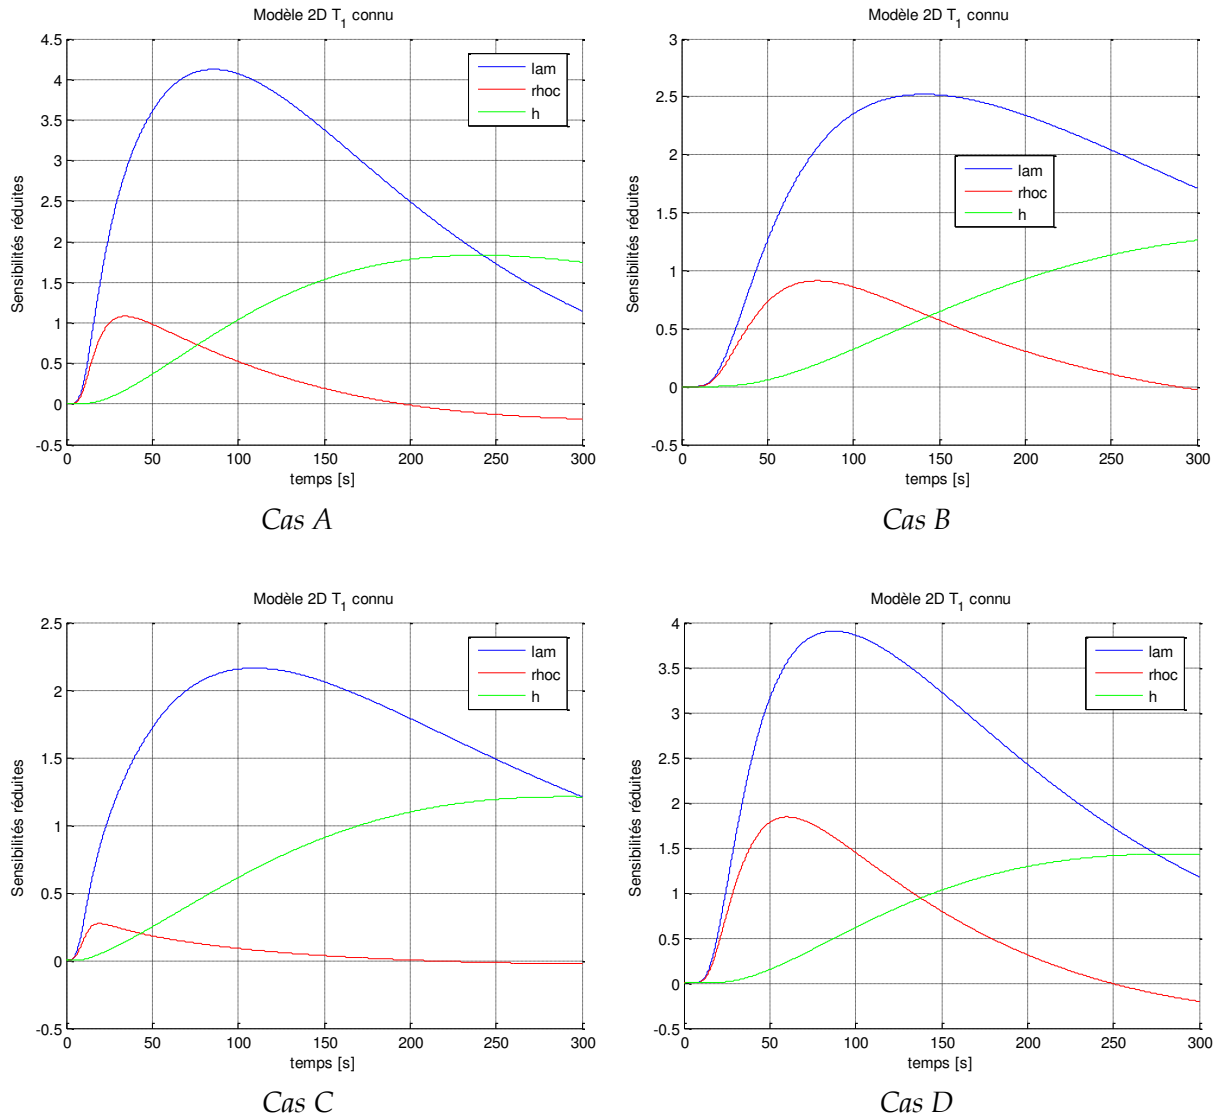 Modèle 2D T1 connu
4.5
4
3.5
3
2.5
2
1.5
1
0.5
0
-0.5
Sensibilités réduites
lam
rhoc
h
0 50 100 150 200 250 300
temps [s]
Cas A
Modèle 2D T1 connu
3
2.5
2
1.5
1
0.5
0
-0.5
Sensibilités réduites
lam
rhoc
h
0 50 100 150 200 250 300
temps [s]
Cas B
Modèle 2D T1 connu
2.5
2
1.5
1
0.5
0
-0.5
Sensibilités réduites
lam
rhoc
h
0 50 100 150 200 250 300
temps [s]
Cas C
Modèle 2D T1 connu
4
3.5
3
2.5
2
1.5
1
0.5
0
-0.5
Sensibilités réduites
lam
rhoc
h
0 50 100 150 200 250 300
temps [s]
Cas D